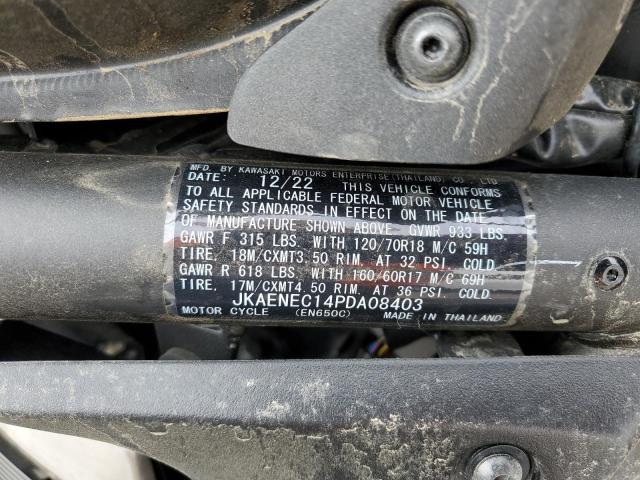 MFD. BY KAWASAKI MOTORS ENTERPRISE (THAILAND) CO., LTD
DATE: 12/22 THIS VEHICLE CONFORMS
TO ALL APPLICABLE FEDERAL MOTOR VEHICLE
SAFETY STANDARDS IN EFFECT ON THE DATE
OF MANUFACTURE SHOWN ABOVE. GVWR 933 LBS.
GAWR F 315 LBS. WITH 120/70R18 M/C 59H
TIRE. 18M/CXMT3.50 RIM. AT 32 PSI. COLD.
GAWR R 618 LBS. WITH 160/60R17 M/C 69H
TIRE. 17M/CXMT4.50 RIM. AT 36 PSI. COLD.
JKAENEC14PDA08403
MOTOR CYCLE (EN650C) MADE IN THAILAND